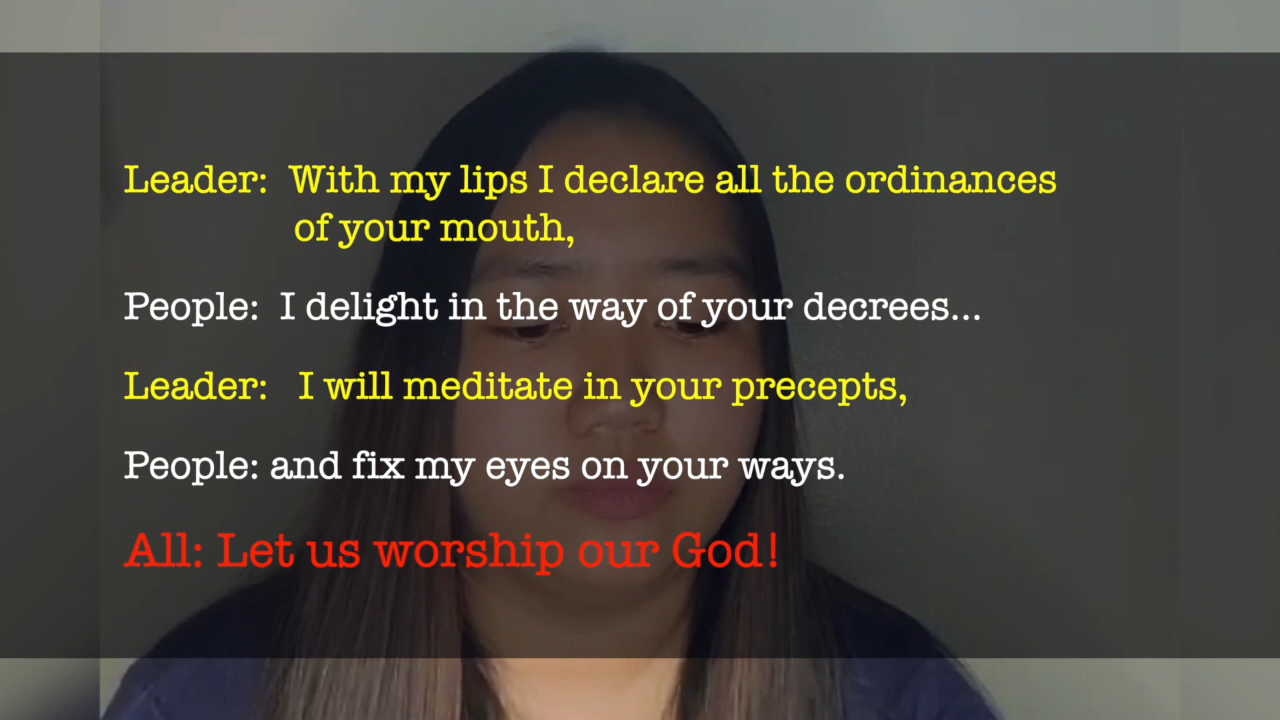 Leader: With my lips I declare all the ordinances
of your mouth,
People: I delight in the way of your decrees...
Leader: I will meditate in your precepts,
People: and fix my eyes on your ways.
All: Let us worship our God!